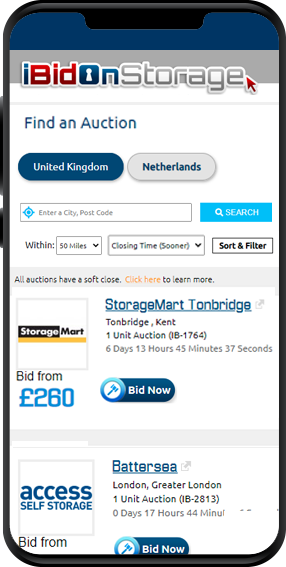 iBidOnStorage
Find an Auction
United Kingdom
Netherlands
Enter a City, Post Code
SEARCH
Within: 50 Miles Closing Time (Sooner) Sort & Filter
All auctions have a soft close. Click here to learn more.
StorageMart
StorageMart Tonbridge
Tonbridge , Kent
1 Unit Auction (IB-1764)
6 Days 13 Hours 45 Minutes 37 Seconds
Bid from
£260
Bid Now
access
SELF STORAGE
Battersea
London, Greater London
1 Unit Auction (IB-2813)
0 Days 17 Hours 44
Bid from
Bid Now